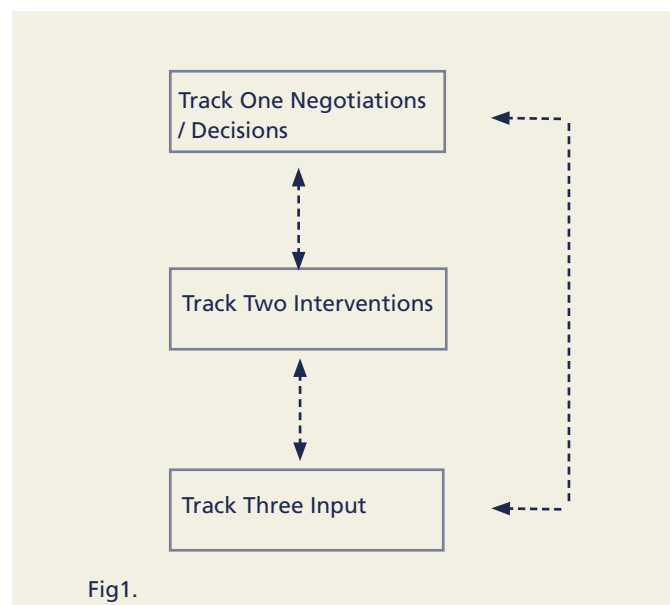 Track One Negotiations
/ Decisions
Track Two Interventions
Track Three Input
Fig1.